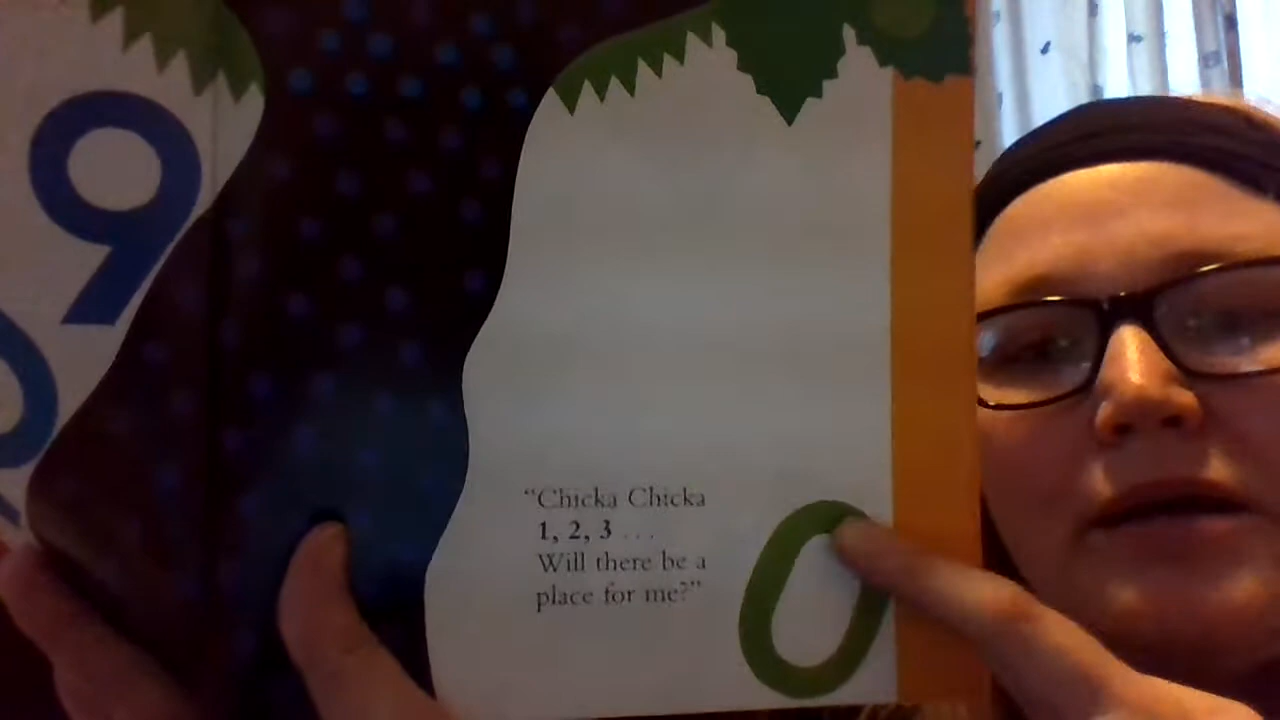 9
"Chicka Chicka
1, 2, 3 ...
Will there be a
place for me?"
0